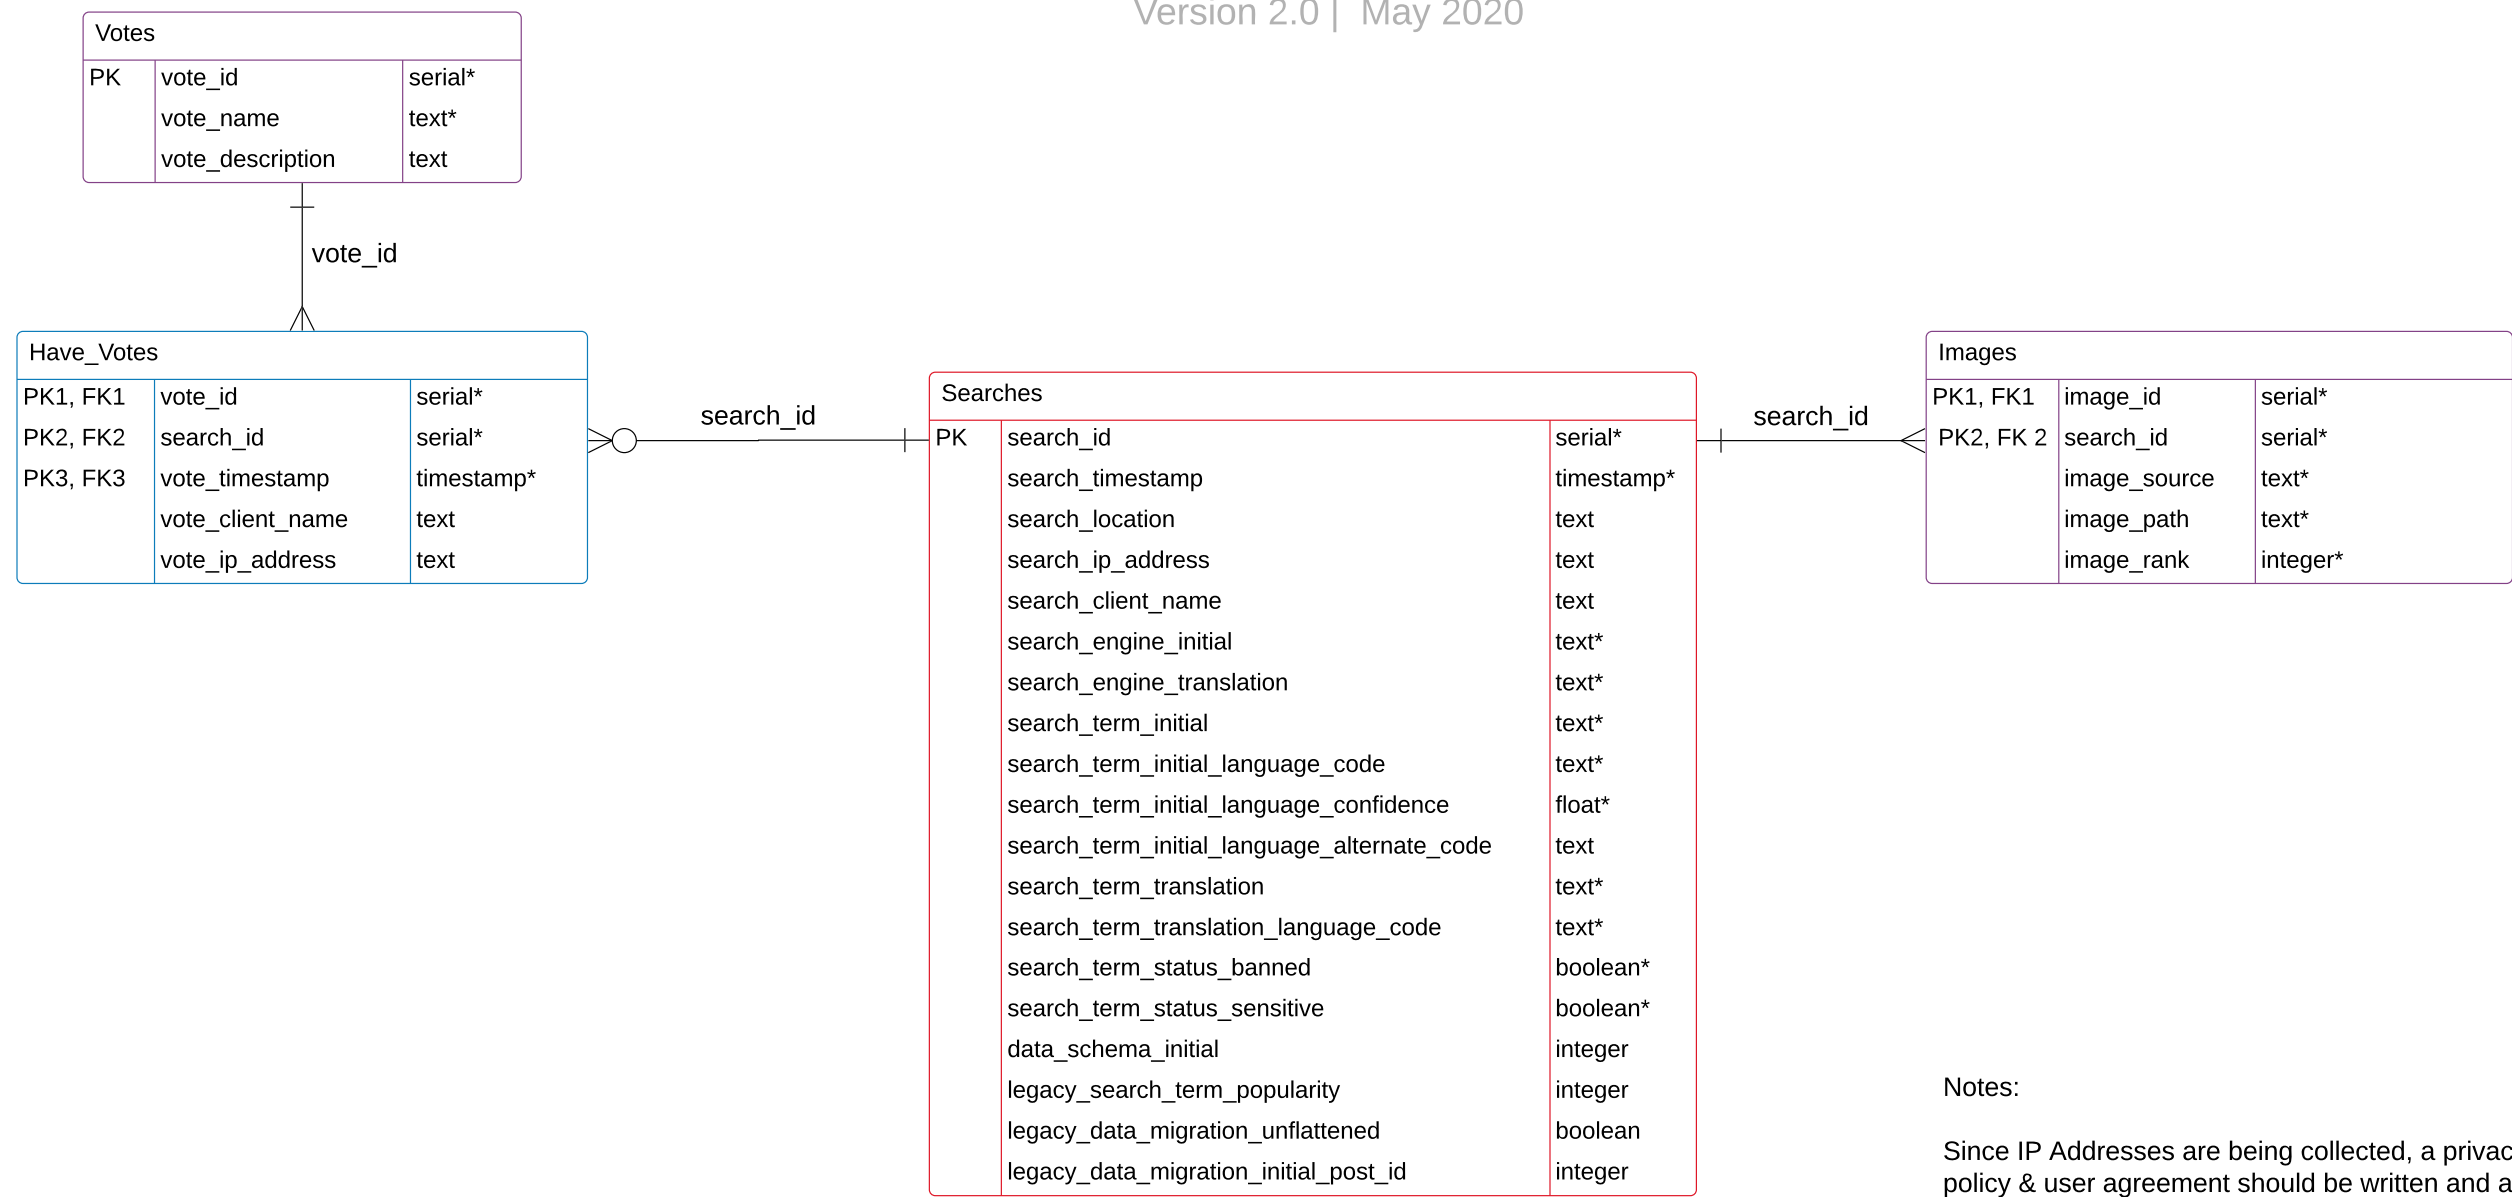 Version 2.0 | May 2020
Votes
PK vote_id serial*
vote_name text*
vote_description text
vote_id
Have_Votes
PK1, FK1 vote_id serial*
PK2, FK2 search_id serial*
PK3, FK3 vote_timestamp timestamp*
vote_client_name text
vote_ip_address text
search_id
Searches
PK search_id serial*
search_timestamp timestamp*
search_location text
search_ip_address text
search_client_name text
search_engine_initial text*
search_engine_translation text*
search_term_initial text*
search_term_initial_language_code text*
search_term_initial_language_confidence float*
search_term_initial_language_alternate_code text
search_term_translation text*
search_term_translation_language_code text*
search_term_status_banned boolean*
search_term_status_sensitive boolean*
data_schema_initial integer
legacy_search_term_popularity integer
legacy_data_migration_unflattened boolean
legacy_data_migration_initial_post_id integer
search_id
Images
PK1, FK1 image_id serial*
PK2, FK 2 search_id serial*
image_source text*
image_path text*
image_rank integer*
Notes:
Since IP Addresses are being collected, a
policy & user agreement should be written and